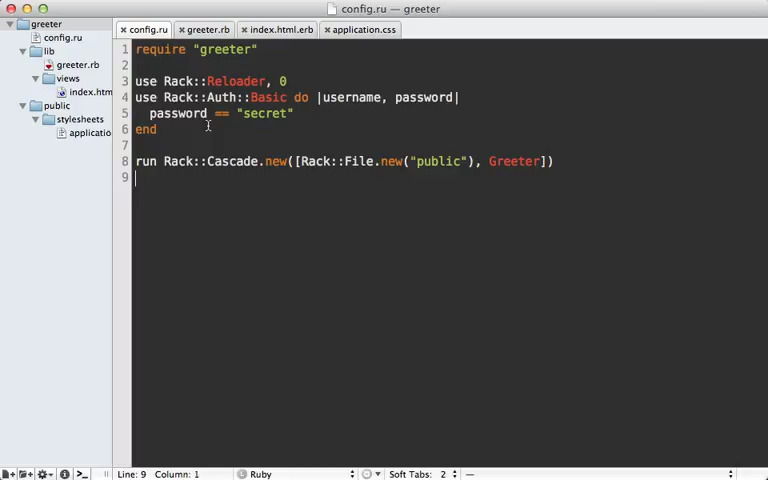 config.ru — greeter
greeter
config.ru
lib
greeter.rb
views
index.htm
public
stylesheets
applicatio
config.ru
greeter.rb
index.html.erb
application.css
1 require "greeter"
2
3 use Rack::Reloader, 0
4 use Rack::Auth::Basic do |username, password|
5 password == "secret"
6 end
7
8 run Rack::Cascade.new([Rack::File.new("public"), Greeter])
9
Line: 9 Column: 1 Ruby Soft Tabs: 2 —